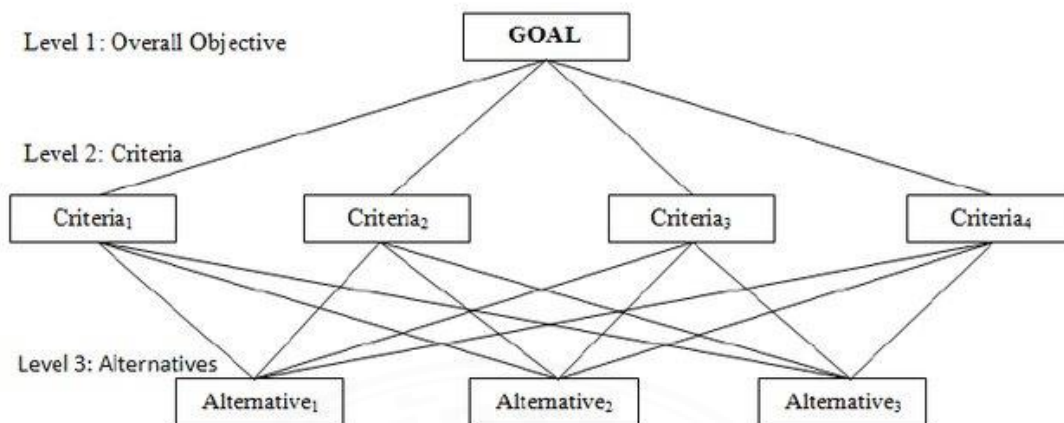 GOAL
Level 1: Overall Objective
Level 2: Criteria
Criteria₁
Criteria₂
Criteria₃
Criteria₄
Level 3: Alternatives
Alternative₁
Alternative₂
Alternative₃